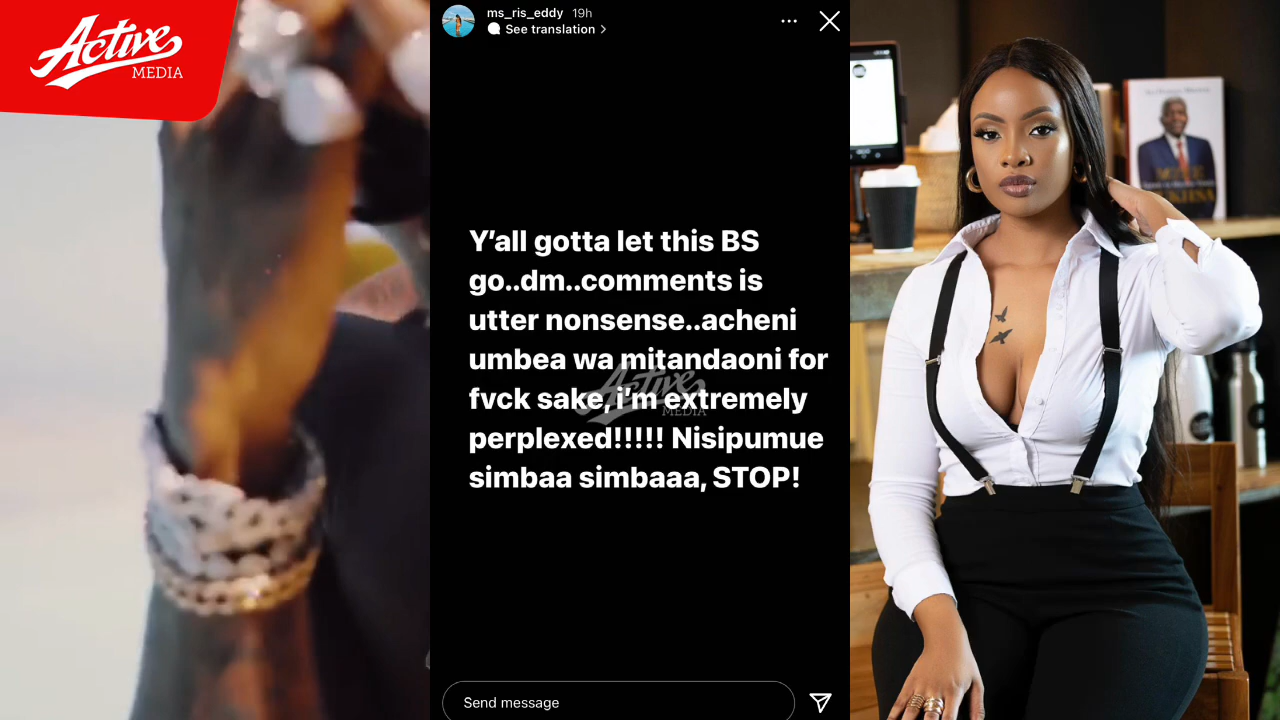 Active
MEDIA
ms_ris_eddy 19h
See translation
Y'all gotta let this BS
go..dm..comments is
utter nonsense..acheni
umbea wa mitandaoni for
fvck sake, i'm extremely
perplexed!!!!! Nisipumue
simbaa simbaaa, STOP!
Active
MEDIA
Send message